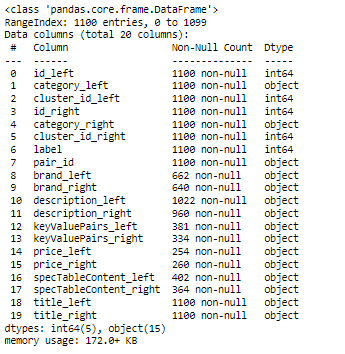 <class 'pandas.core.frame.DataFrame'>
RangeIndex: 1100 entries, 0 to 1099
Data columns (total 20 columns):
 #   Column                  Non-Null Count  Dtype
---  ------                  --------------  -----
 0   id_left                 1100 non-null   int64
 1   category_left           1100 non-null   object
 2   cluster_id_left         1100 non-null   int64
 3   id_right                1100 non-null   int64
 4   category_right          1100 non-null   object
 5   cluster_id_right        1100 non-null   int64
 6   label                   1100 non-null   int64
 7   pair_id                 1100 non-null   object
 8   brand_left              662 non-null    object
 9   brand_right             640 non-null    object
 10  description_left        1022 non-null   object
 11  description_right       960 non-null    object
 12  keyValuePairs_left      381 non-null    object
 13  keyValuePairs_right     334 non-null    object
 14  price_left              254 non-null    object
 15  price_right             260 non-null    object
 16  specTableContent_left   402 non-null    object
 17  specTableContent_right  364 non-null    object
 18  title_left              1100 non-null   object
 19  title_right             1100 non-null   object
dtypes: int64(5), object(15)
memory usage: 172.0+ KB